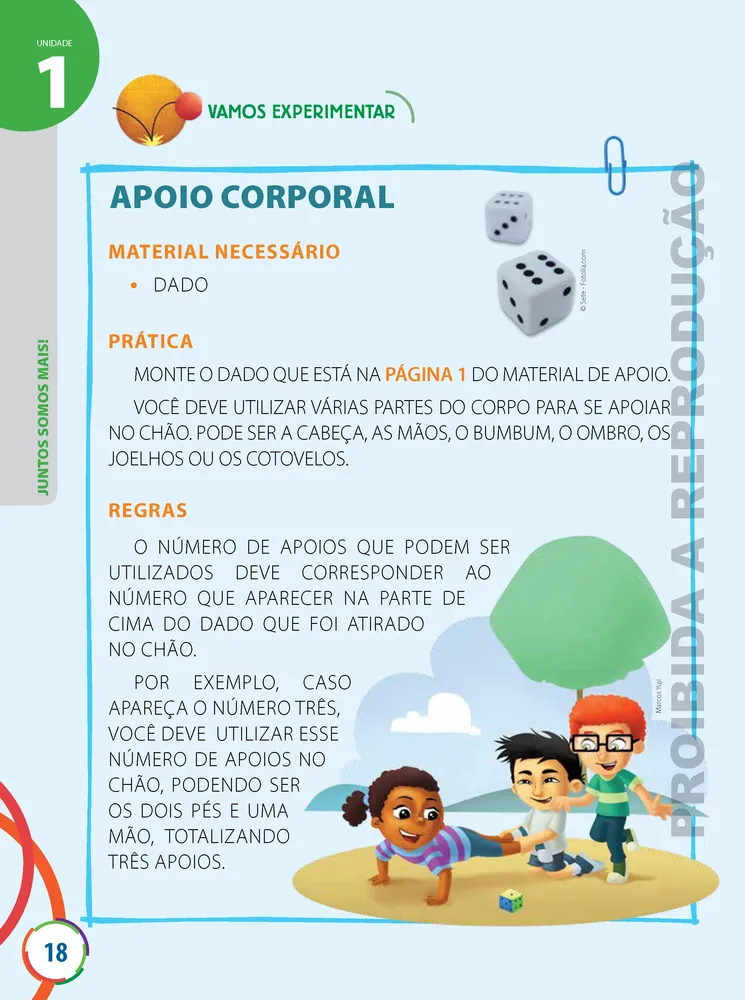 UNIDADE
1
VAMOS EXPERIMENTAR
APOIO CORPORAL
MATERIAL NECESSÁRIO
• DADO
© Sete - Fotolia.com
PRÁTICA
MONTE O DADO QUE ESTÁ NA PÁGINA 1 DO MATERIAL DE APOIO.
VOCÊ DEVE UTILIZAR VÁRIAS PARTES DO CORPO PARA SE APOIAR
NO CHÃO. PODE SER A CABEÇA, AS MÃOS, O BUMBUM, O OMBRO, OS
JOELHOS OU OS COTOVELOS.
REGRAS
O NÚMERO DE APOIOS QUE PODEM SER
UTILIZADOS DEVE CORRESPONDER AO
NÚMERO QUE APARECER NA PARTE DE
CIMA DO DADO QUE FOI ATIRADO
NO CHÃO.
POR EXEMPLO, CASO
APAREÇA O NÚMERO TRÊS,
VOCÊ DEVE UTILIZAR ESSE
NÚMERO DE APOIOS NO
CHÃO, PODENDO SER
OS DOIS PÉS E UMA
MÃO, TOTALIZANDO
TRÊS APOIOS.
Marcos Yuji
JUNTOS SOMOS MAIS!
PROIBIDA A REPRODUÇÃO
18